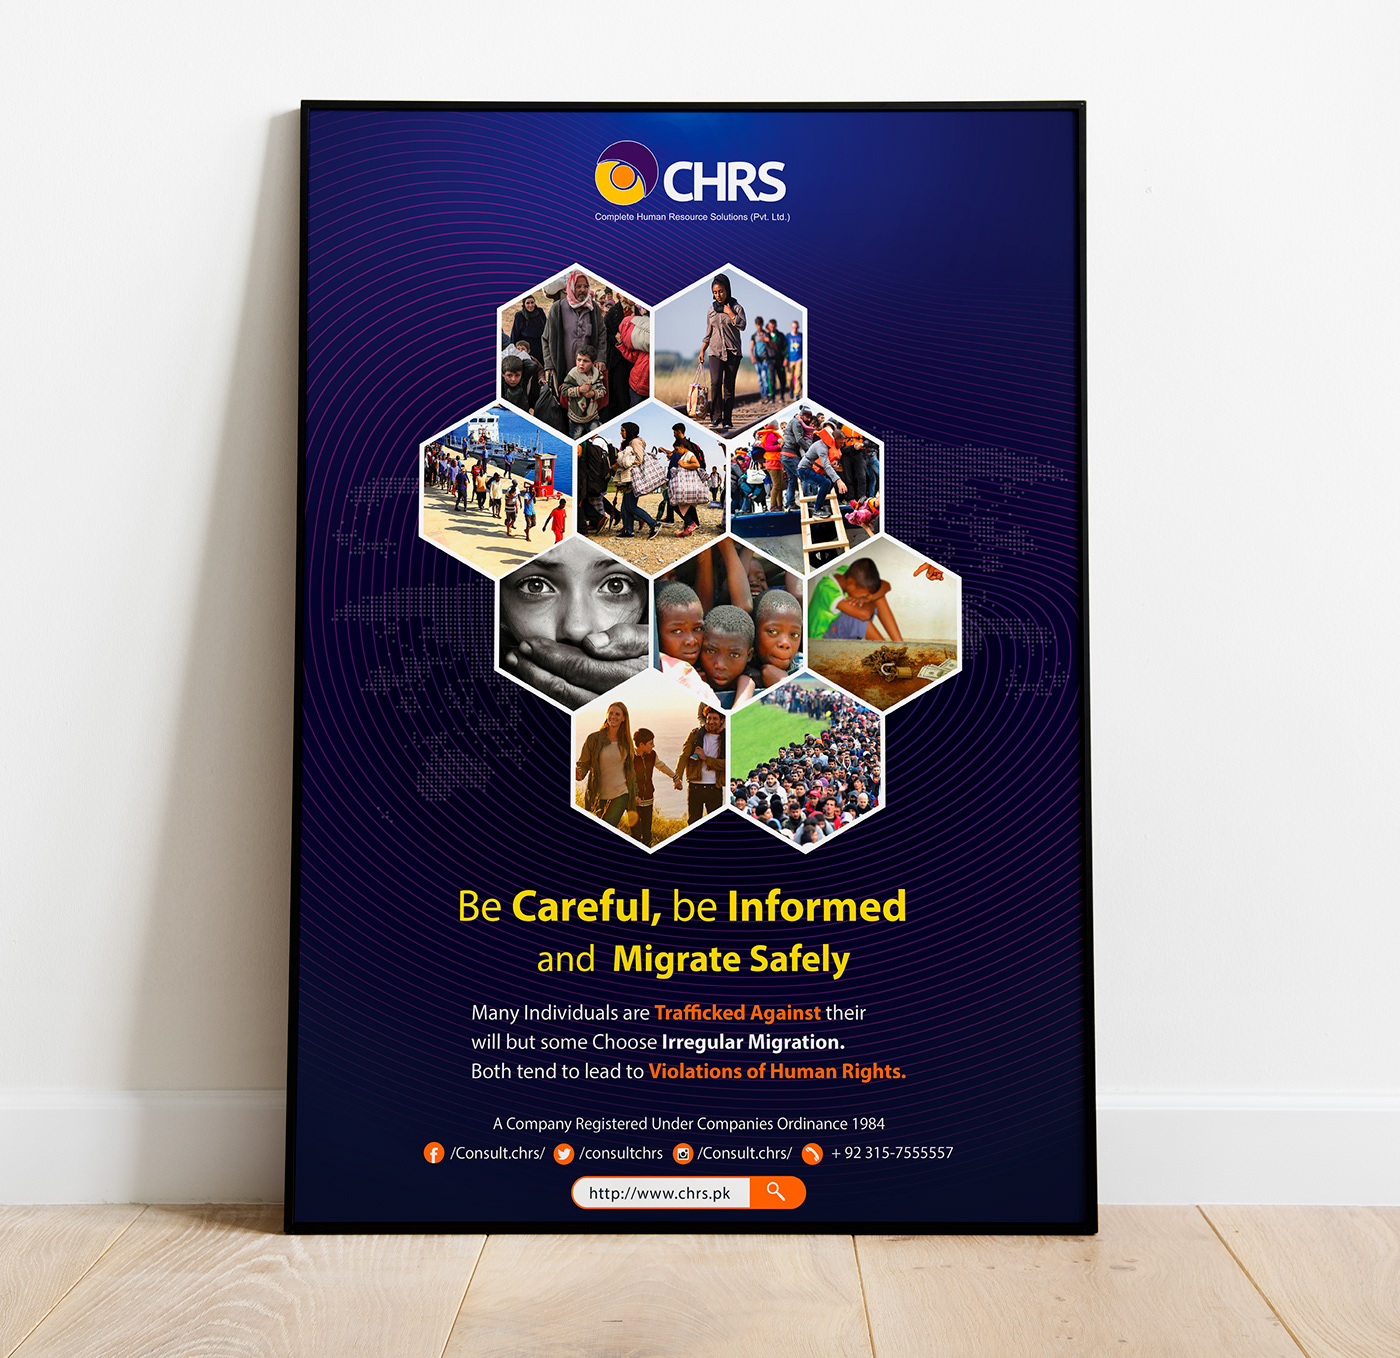 CHRS
Complete Human Resource Solutions (Pvt. Ltd.)
Be Careful, be Informed
and Migrate Safely
Many Individuals are Trafficked Against their
will but some Choose Irregular Migration.
Both tend to lead to Violations of Human Rights.
A Company Registered Under Companies Ordinance 1984
/Consult.chrs/ /consultchrs /Consult.chrs/ + 92 315-7555557
http://www.chrs.pk